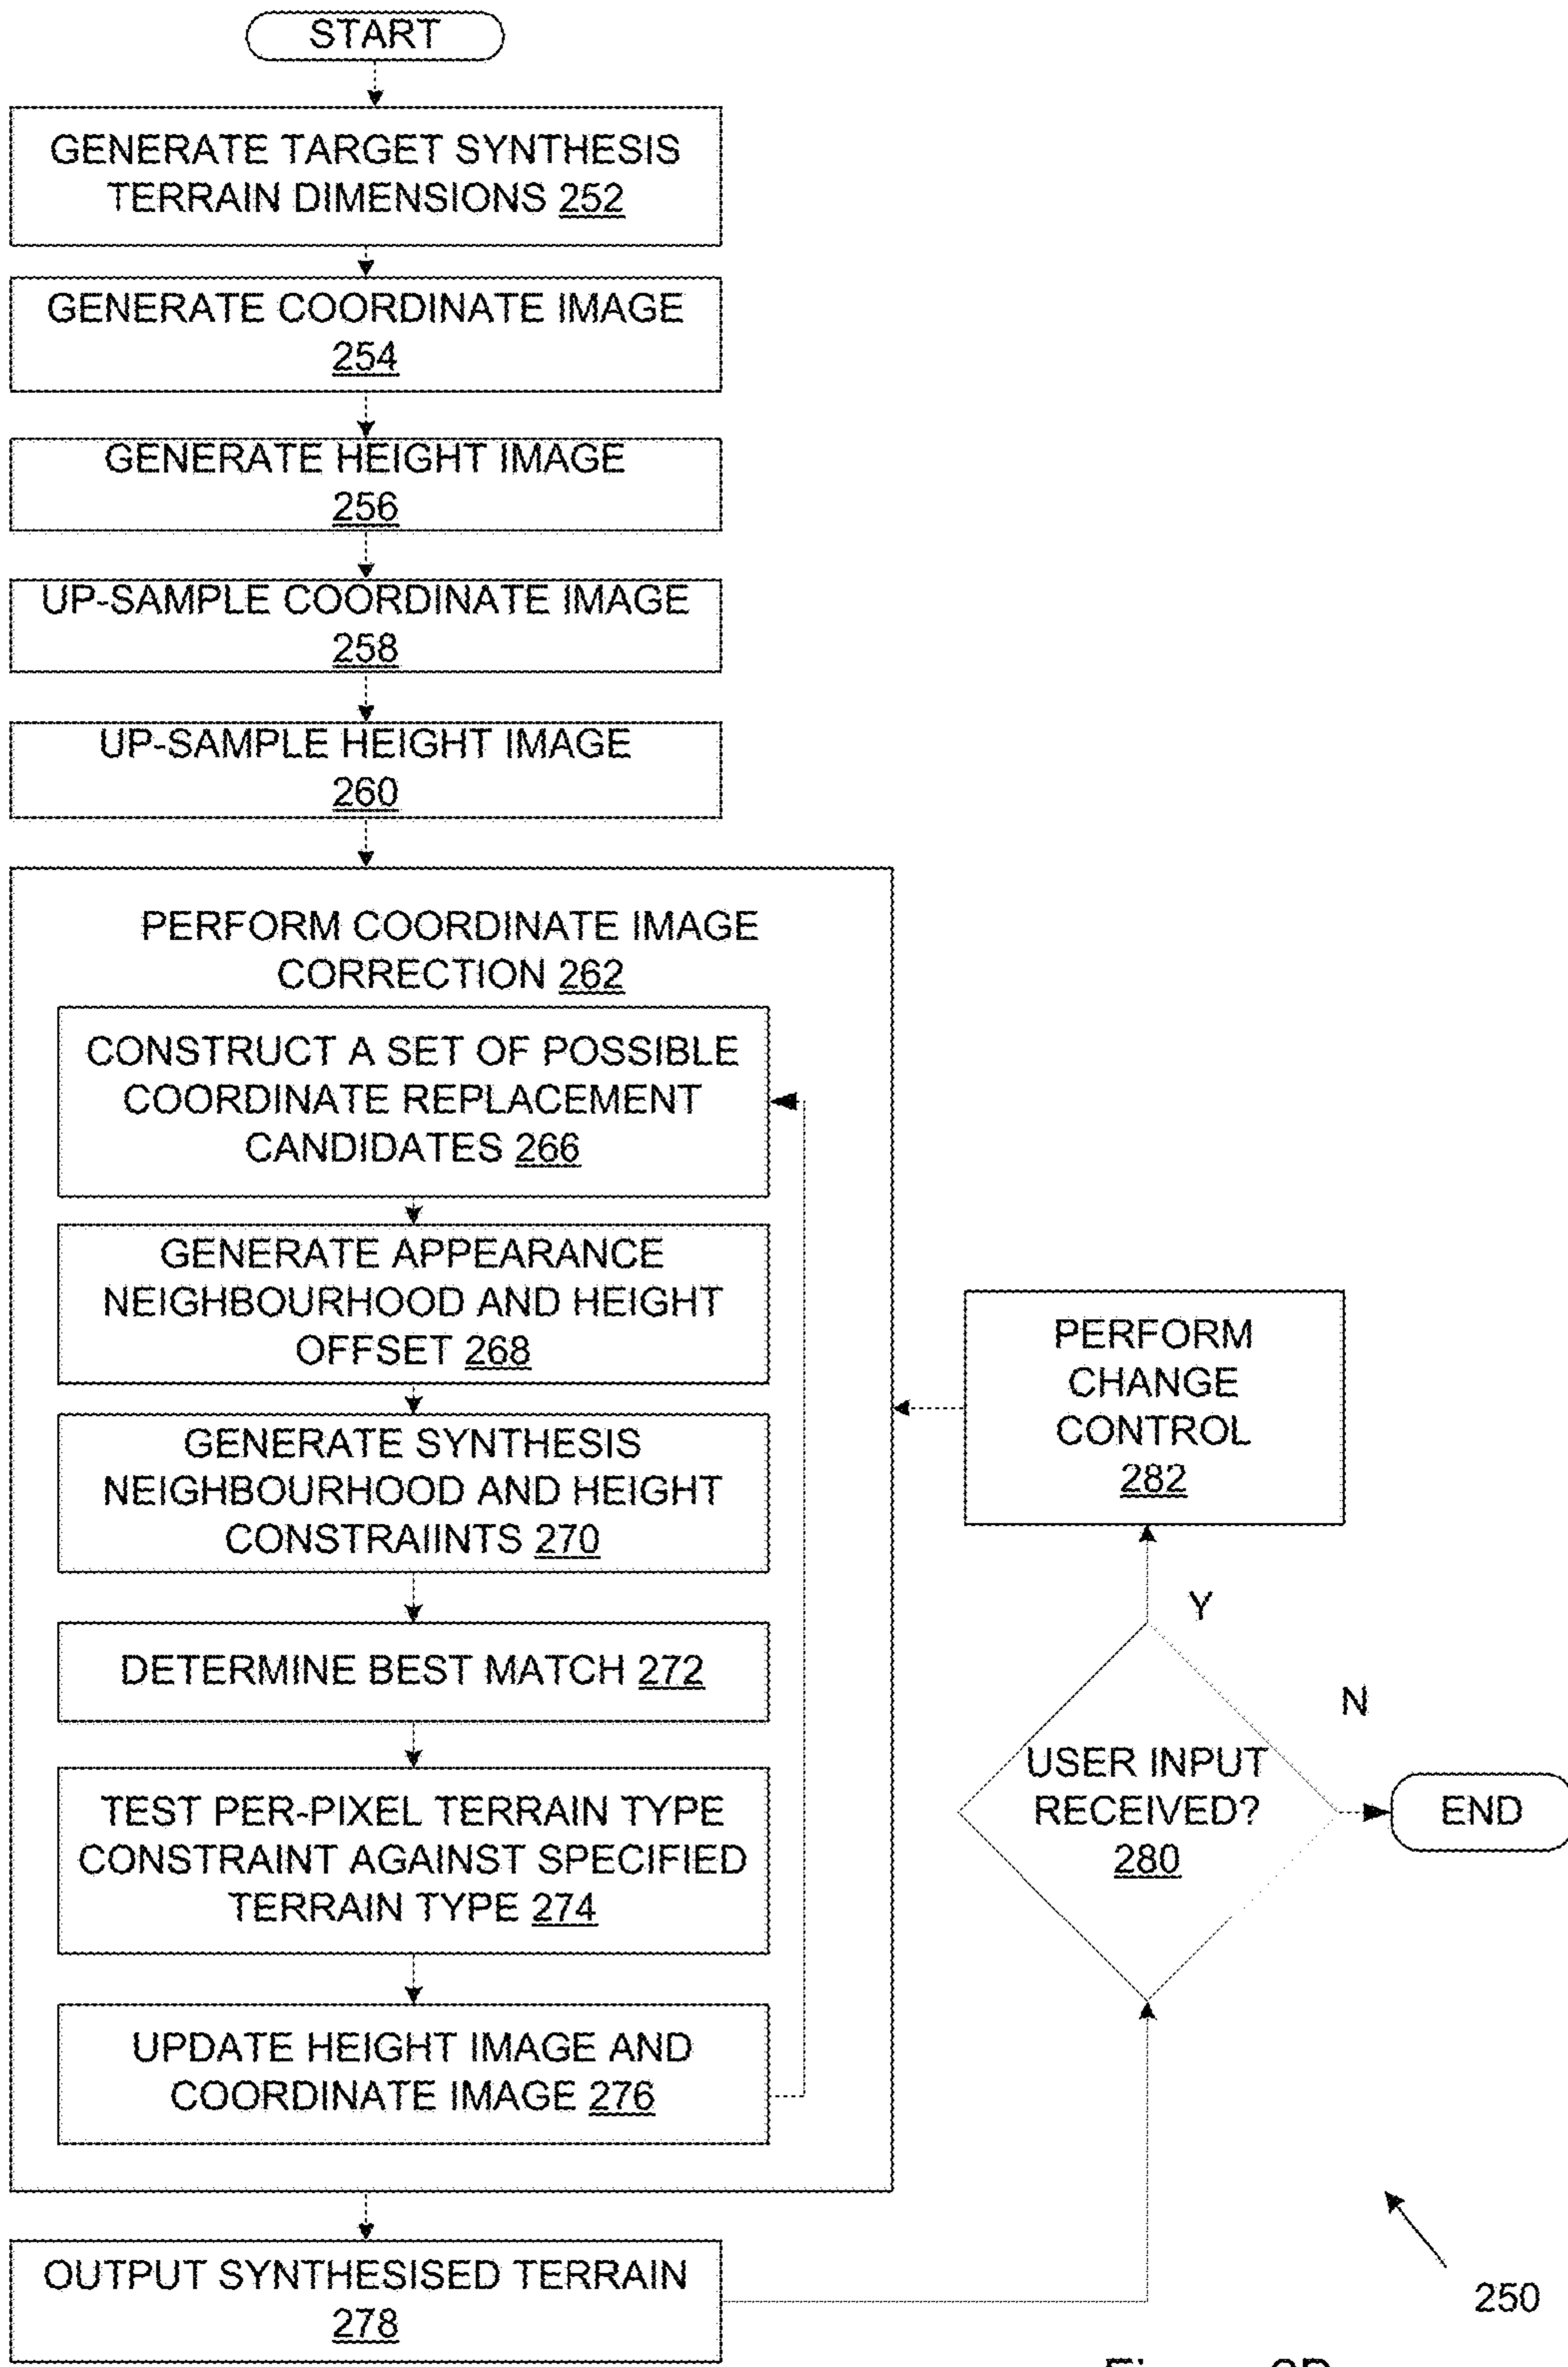 START
GENERATE TARGET SYNTHESIS
TERRAIN DIMENSIONS 252
GENERATE COORDINATE IMAGE
254
GENERATE HEIGHT IMAGE
256
UP-SAMPLE COORDINATE IMAGE
258
UP-SAMPLE HEIGHT IMAGE
260
PERFORM COORDINATE IMAGE
CORRECTION 262
CONSTRUCT A SET OF POSSIBLE
COORDINATE REPLACEMENT
CANDIDATES 266
GENERATE APPEARANCE
NEIGHBOURHOOD AND HEIGHT
OFFSET 268
GENERATE SYNTHESIS
NEIGHBOURHOOD AND HEIGHT
CONSTRAIINTS 270
DETERMINE BEST MATCH 272
TEST PER-PIXEL TERRAIN TYPE
CONSTRAINT AGAINST SPECIFIED
TERRAIN TYPE 274
UPDATE HEIGHT IMAGE AND
COORDINATE IMAGE 276
OUTPUT SYNTHESISED TERRAIN
278
PERFORM
CHANGE
CONTROL
282
Y
N
USER INPUT
RECEIVED?
280
END
250